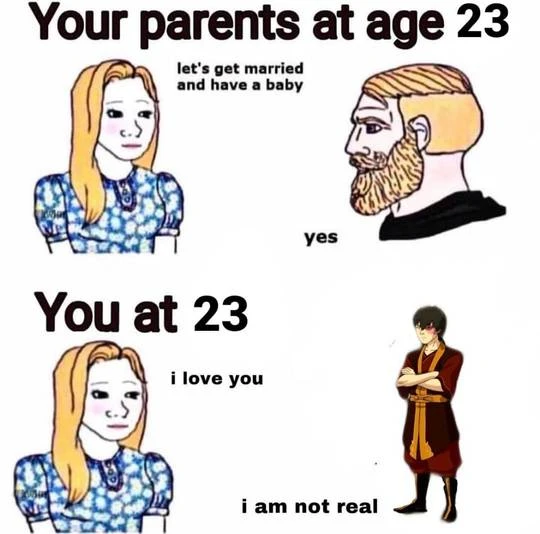 Your parents at age 23
let's get married
and have a baby
yes
You at 23
i love you
i am not real